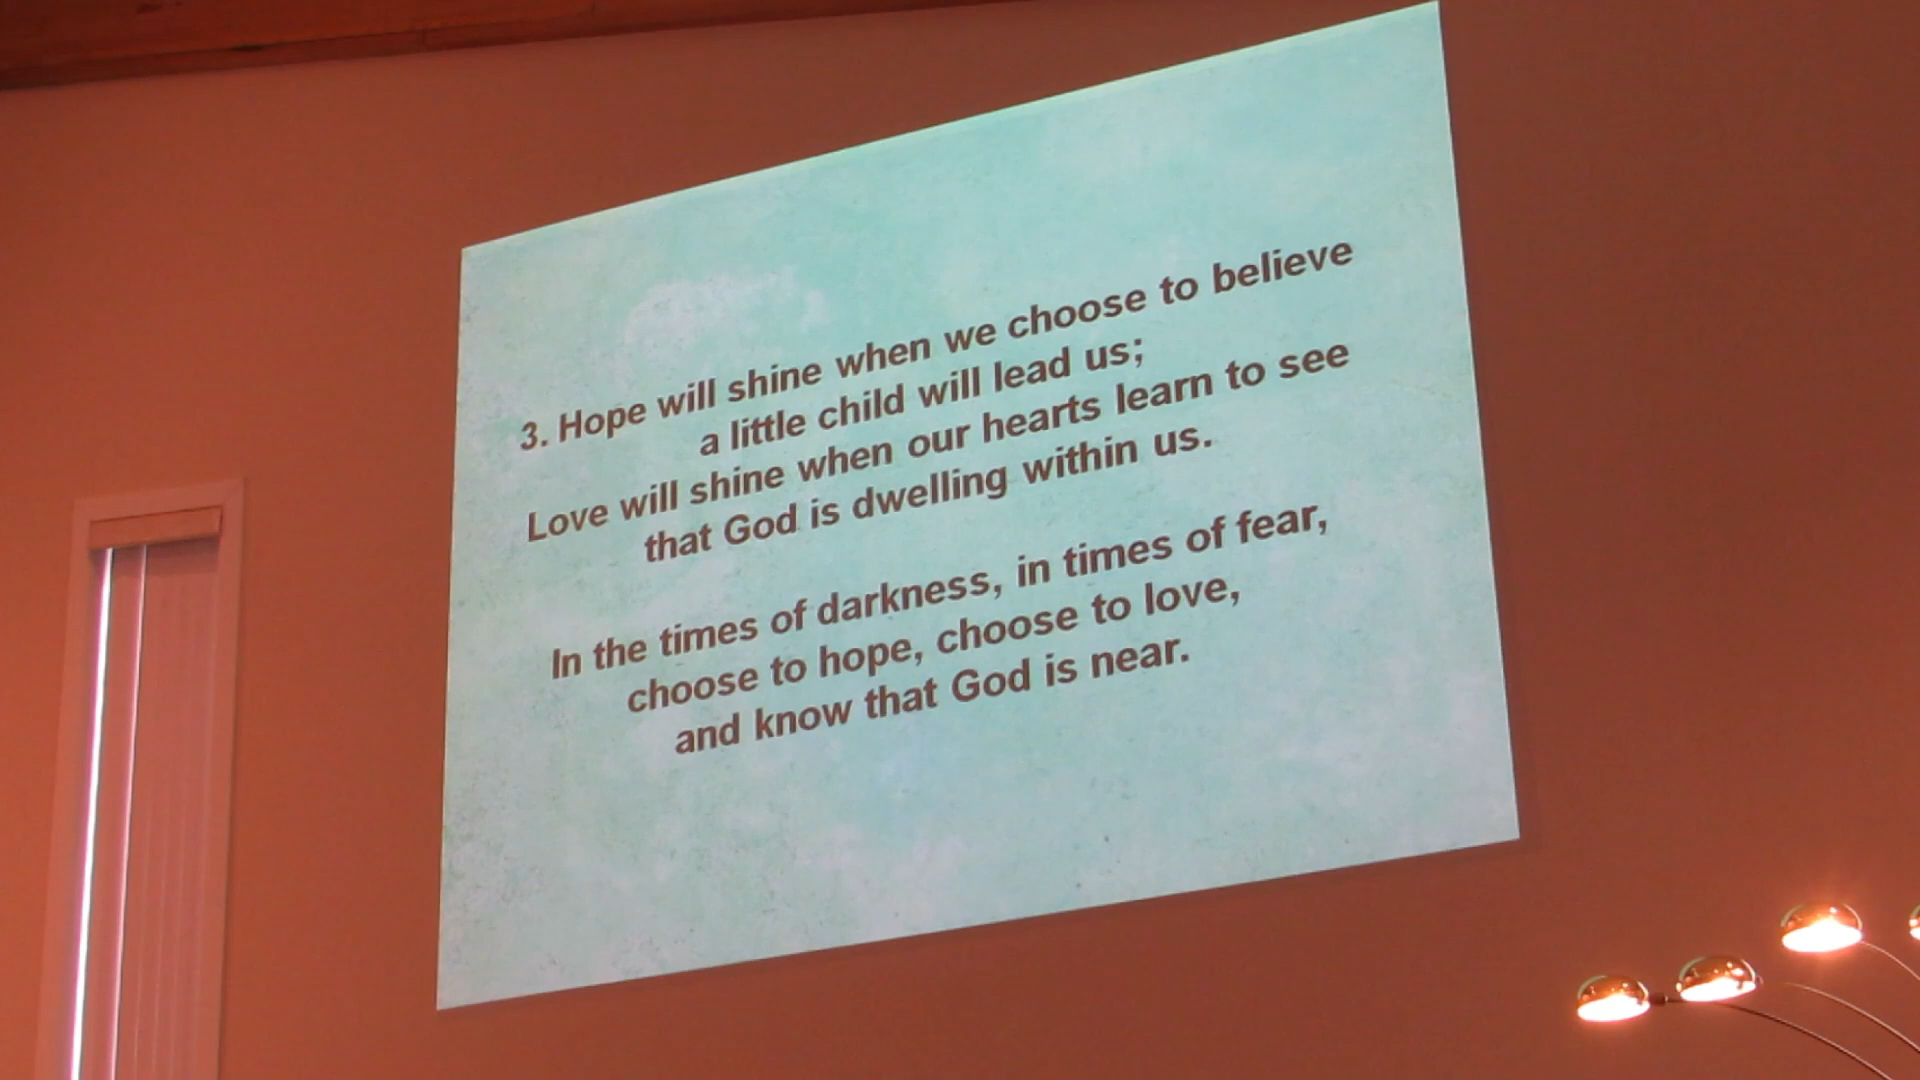 3. Hope will shine when we choose to believe
a little child will lead us;
Love will shine when our hearts learn to see
that God is dwelling within us.
In the times of darkness, in times of fear,
choose to hope, choose to love,
and know that God is near.